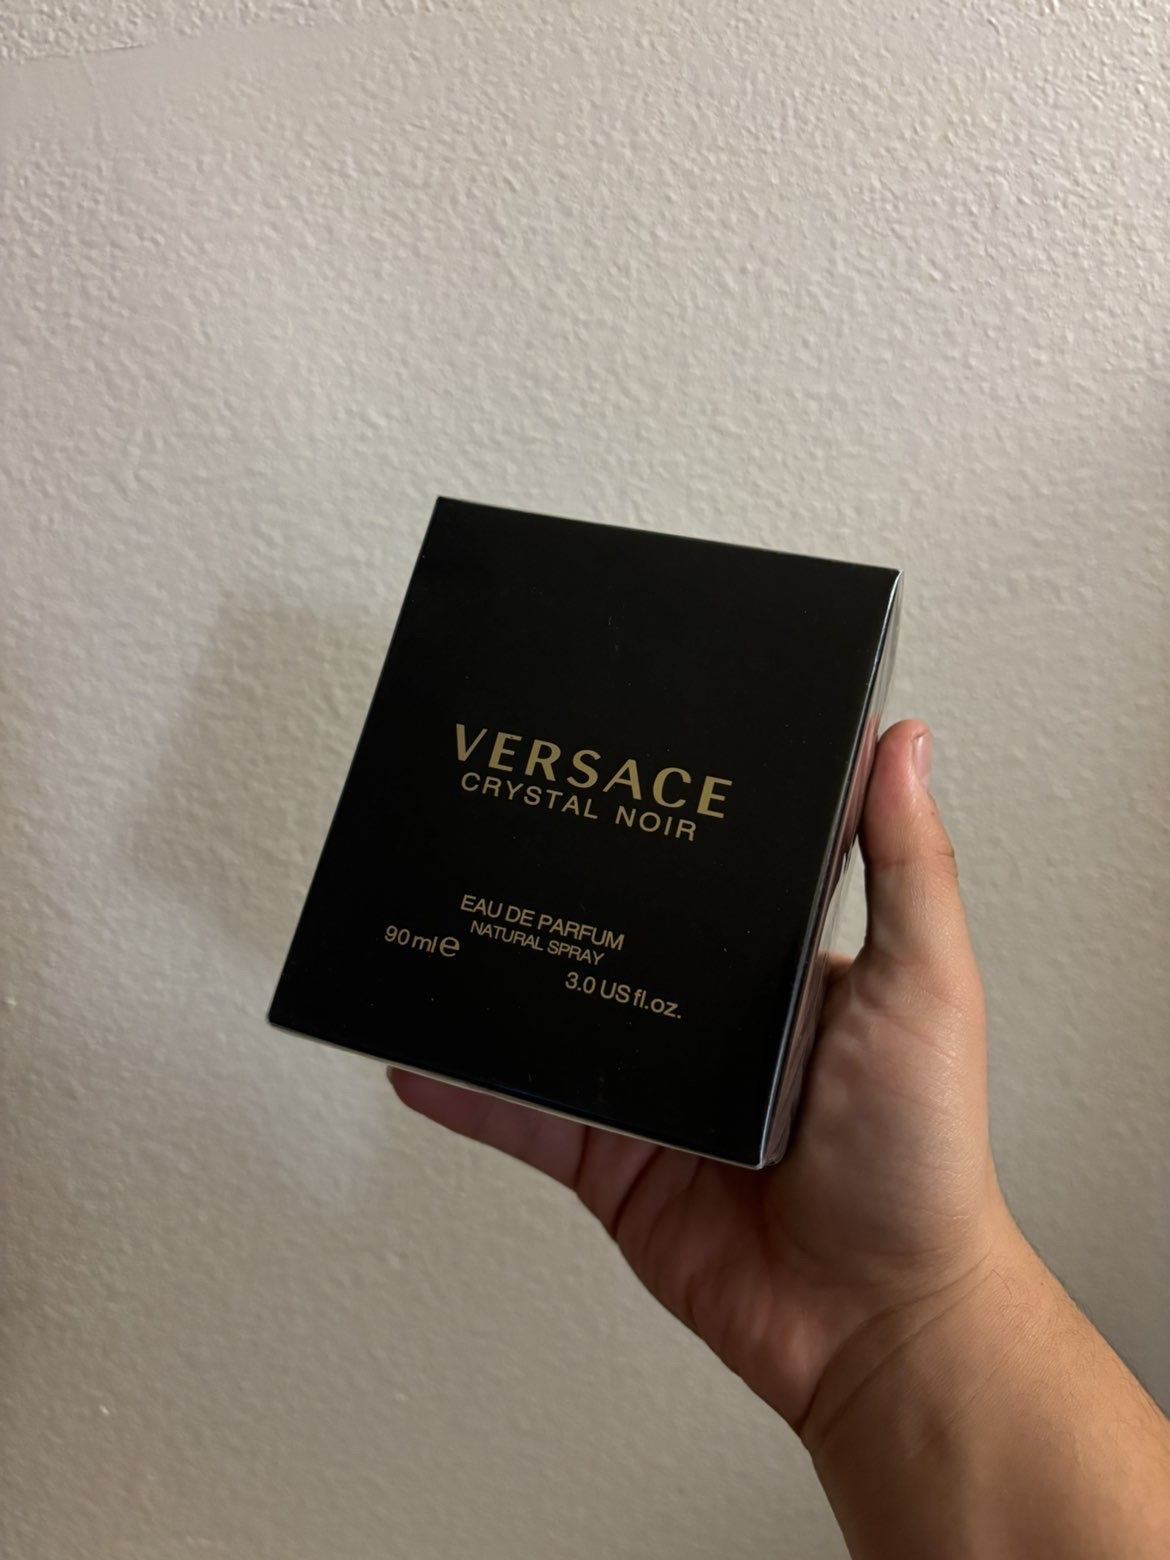 VERSACE
CRYSTAL NOIR
EAU DE PARFUM
NATURAL SPRAY
90 ml e
3.0 US fl.oz.